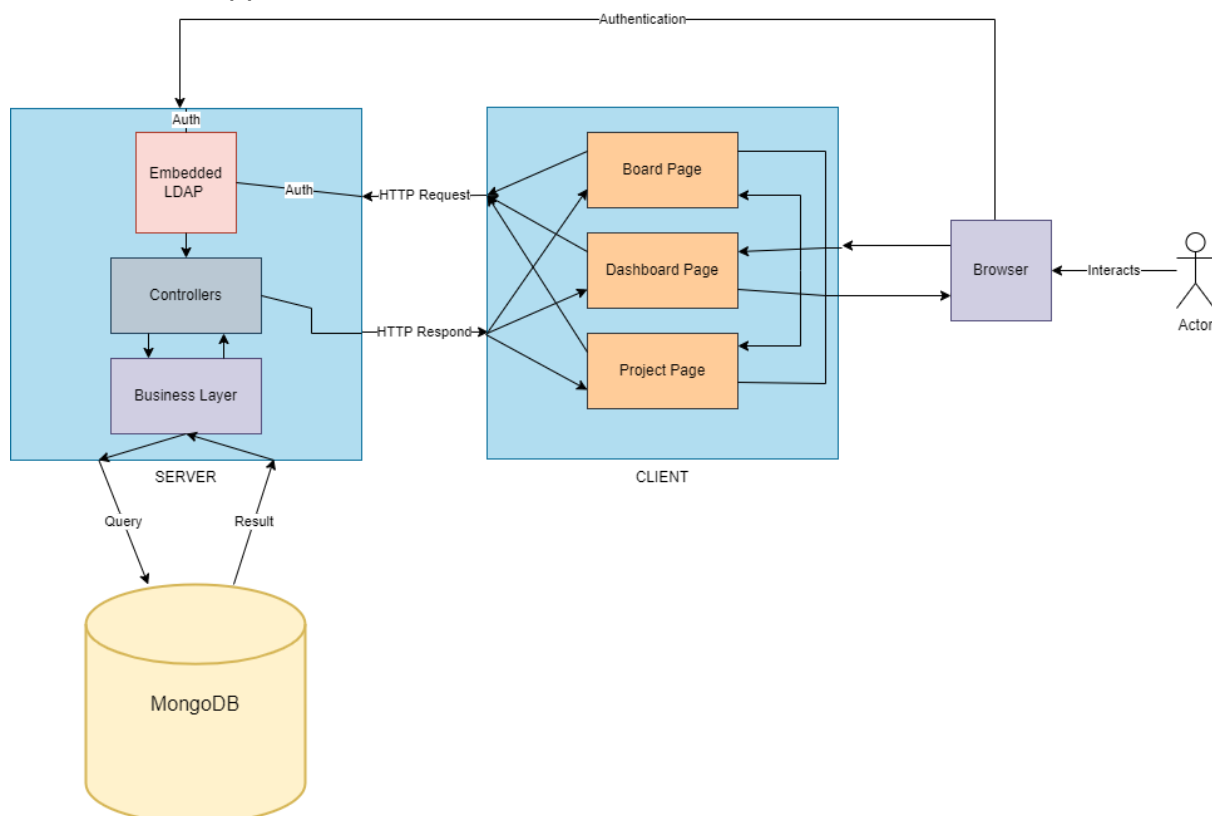 Authentication
Auth
Embedded
LDAP
Auth
HTTP Request
Board Page
Dashboard Page
Browser
Interacts
Actor
Controllers
HTTP Respond
Project Page
Business Layer
SERVER
CLIENT
Query
Result
MongoDB